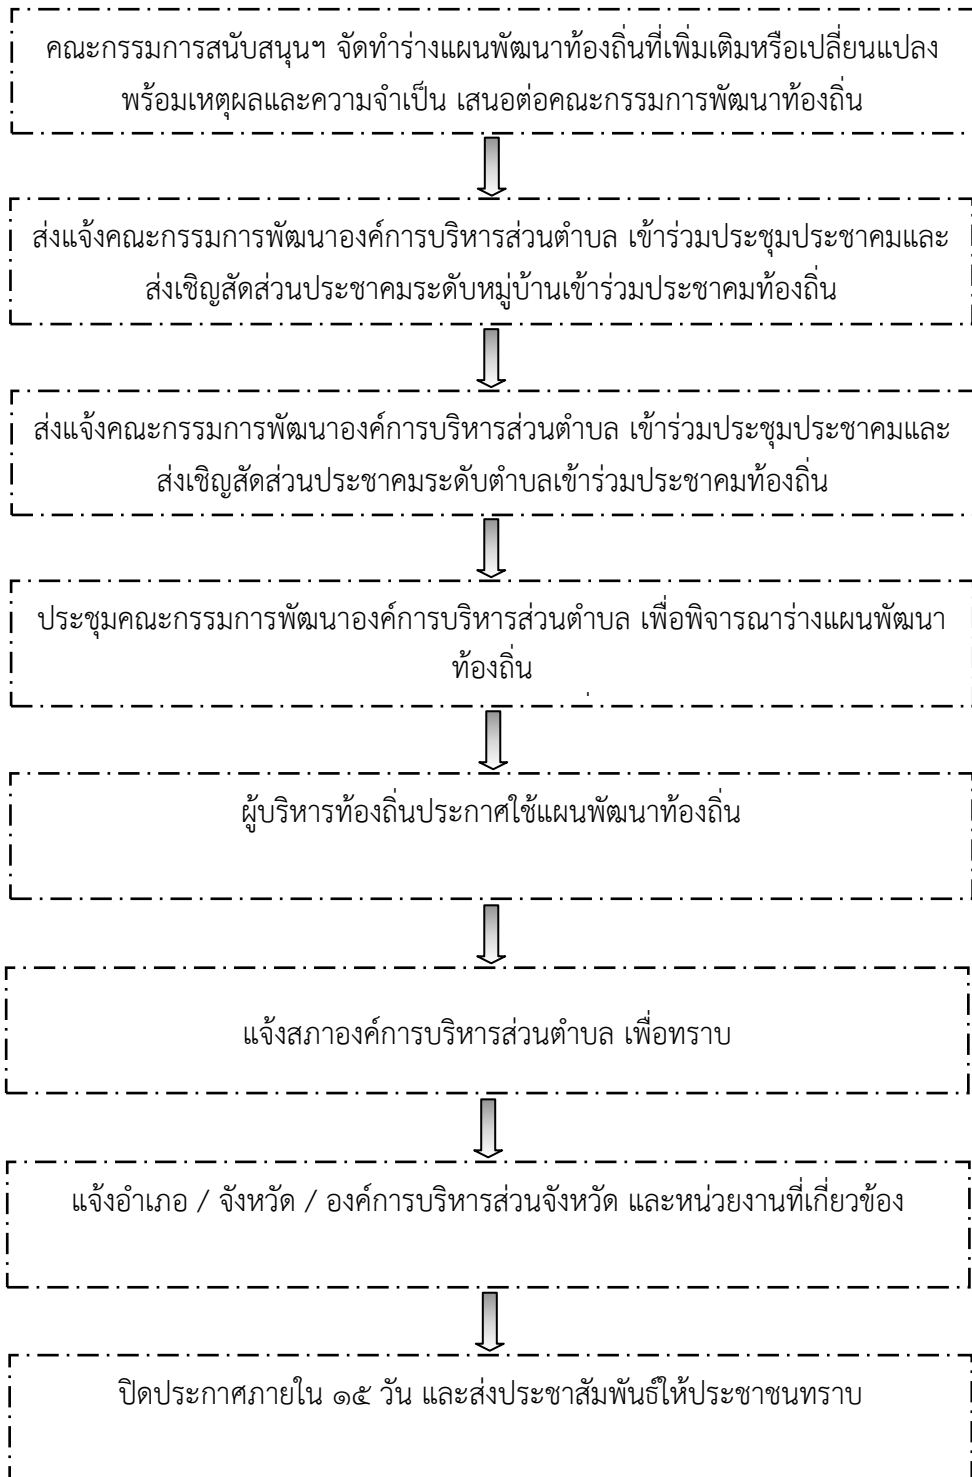 คณะกรรมการสนับสนุนฯ จัดทำร่างแผนพัฒนาท้องถิ่นที่เพิ่มเติมหรือเปลี่ยนแปลง
พร้อมเหตุผลและความจำเป็น เสนอต่อคณะกรรมการพัฒนาท้องถิ่น
ส่งแจ้งคณะกรรมการพัฒนาองค์การบริหารส่วนตำบล เข้าร่วมประชุมประชาคมและ
ส่งเชิญสัดส่วนประชาคมระดับหมู่บ้านเข้าร่วมประชาคมท้องถิ่น
ส่งแจ้งคณะกรรมการพัฒนาองค์การบริหารส่วนตำบล เข้าร่วมประชุมประชาคมและ
ส่งเชิญสัดส่วนประชาคมระดับตำบลเข้าร่วมประชาคมท้องถิ่น
ประชุมคณะกรรมการพัฒนาองค์การบริหารส่วนตำบล เพื่อพิจารณาร่างแผนพัฒนา
ท้องถิ่น
ผู้บริหารท้องถิ่นประกาศใช้แผนพัฒนาท้องถิ่น
แจ้งสภาองค์การบริหารส่วนตำบล เพื่อทราบ
แจ้งอำเภอ / จังหวัด / องค์การบริหารส่วนจังหวัด และหน่วยงานที่เกี่ยวข้อง
ปิดประกาศภายใน ๑๕ วัน และส่งประชาสัมพันธ์ให้ประชาชนทราบ